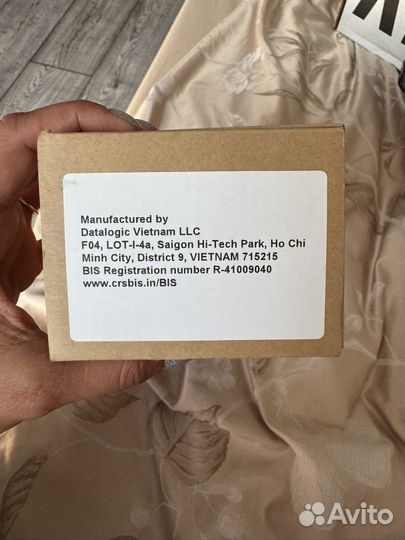 Manufactured by
Datalogic Vietnam LLC
F04, LOT-I-4a, Saigon Hi-Tech Park, Ho Chi
Minh City, District 9, VIETNAM 715215
BIS Registration number R-41009040
www.crsbis.in/BIS
Avito